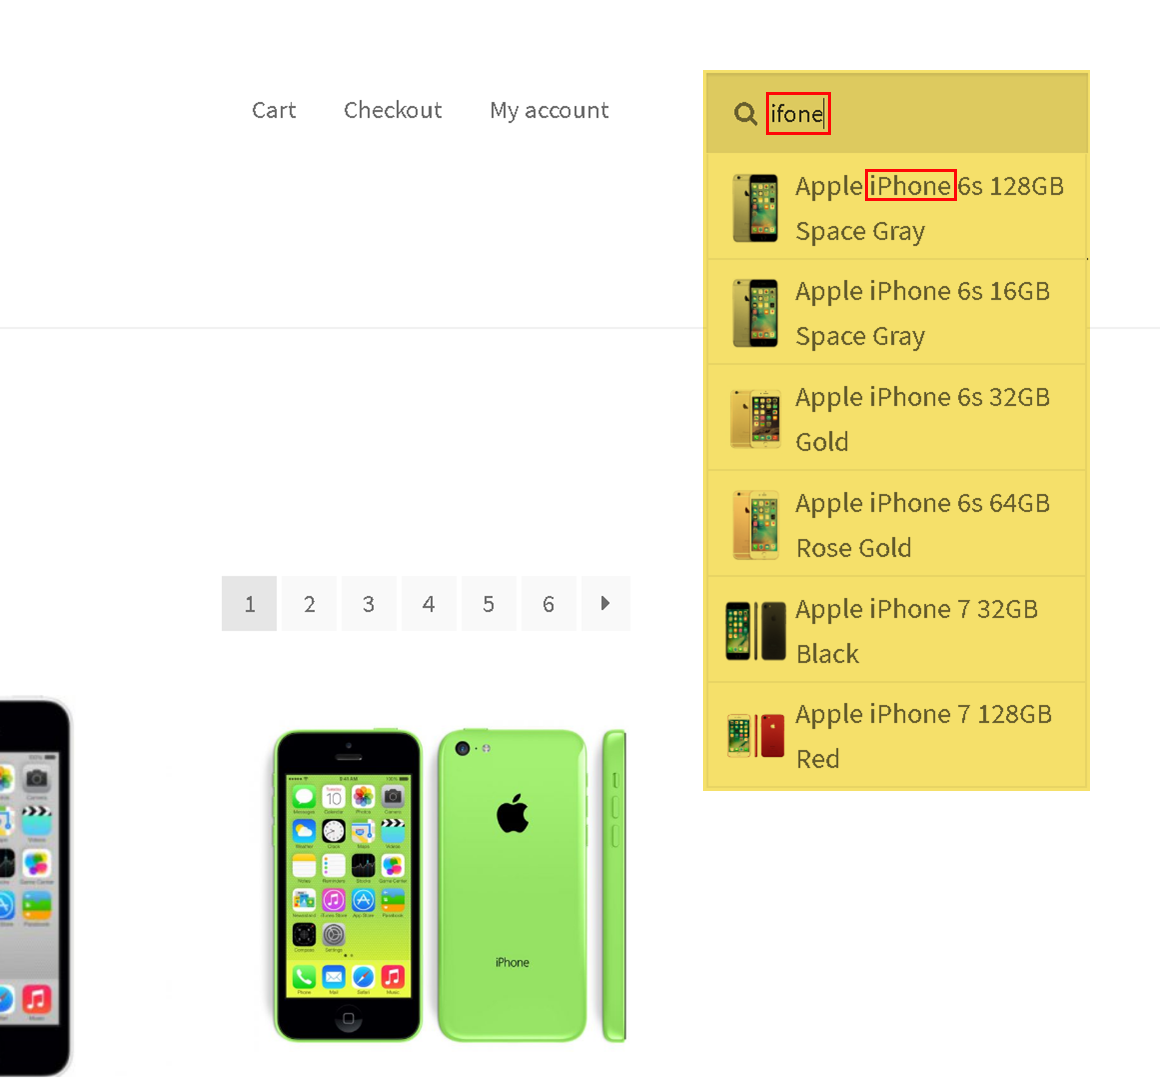 Cart Checkout My account
ifone
Apple iPhone 6s 128GB
Space Gray
Apple iPhone 6s 16GB
Space Gray
Apple iPhone 6s 32GB
Gold
Apple iPhone 6s 64GB
Rose Gold
Apple iPhone 7 32GB
Black
Apple iPhone 7 128GB
Red
1 2 3 4 5 6
iPhone